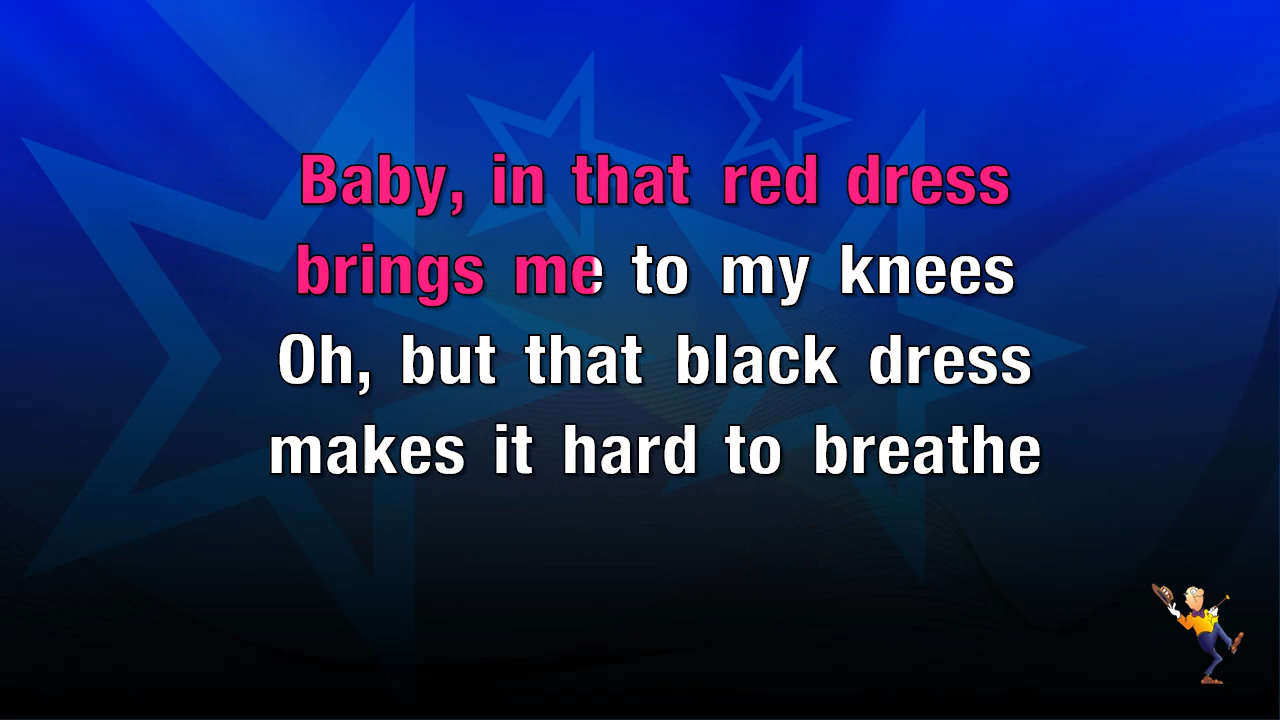 Baby, in that red dress
brings me to my knees
Oh, but that black dress
makes it hard to breathe